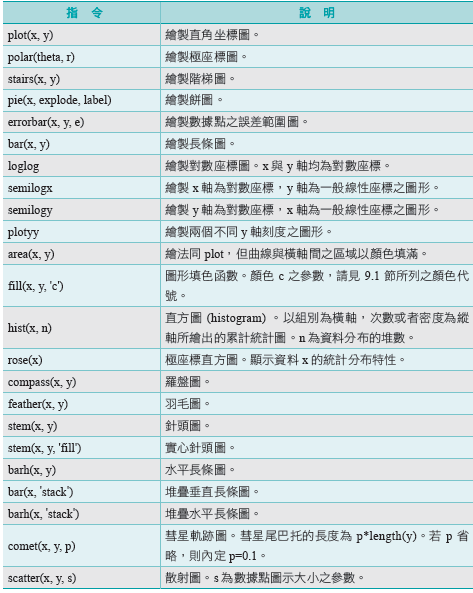 指 令 說 明
plot(x, y) 繪製直角坐標圖。
polar(theta, r) 繪製極座標圖。
stairs(x, y) 繪製階梯圖。
pie(x, explode, label) 繪製餅圖。
errorbar(x, y, e) 繪製數據點之誤差範圍圖。
bar(x, y) 繪製長條圖。
loglog 繪製對數座標圖。x 與 y 軸均為對數座標。
semilogx 繪製 x 軸為對數座標，y 軸為一般線性座標之圖形。
semilogy 繪製 y 軸為對數座標，x 軸為一般線性座標之圖形。
plotyy 繪製兩個不同 y 軸刻度之圖形。
area(x, y) 繪法同 plot，但曲線與橫軸間之區域以顏色填滿。
fill(x, y, 'c') 圖形填色函數。顏色 c 之參數，請見 9.1 節所列之顏色代
號。
hist(x, n) 直方圖 (histogram) 。以組別為橫軸，次數或者密度為縱
軸所繪出的累計統計圖。n 為資料分布的堆數。
rose(x) 極座標直方圖。顯示資料 x 的統計分布特性。
compass(x, y) 羅盤圖。
feather(x, y) 羽毛圖。
stem(x, y) 針頭圖。
stem(x, y, 'fill') 實心針頭圖。
barh(x, y) 水平長條圖。
bar(x, 'stack') 堆疊垂直長條圖。
barh(x, 'stack') 堆疊水平長條圖。
comet(x, y, p) 彗星軌跡圖。彗星尾巴托的長度為 p*length(y)。若 p 省
略，則內定 p=0.1。
scatter(x, y, s) 散射圖。s 為數據點圖示大小之參數。